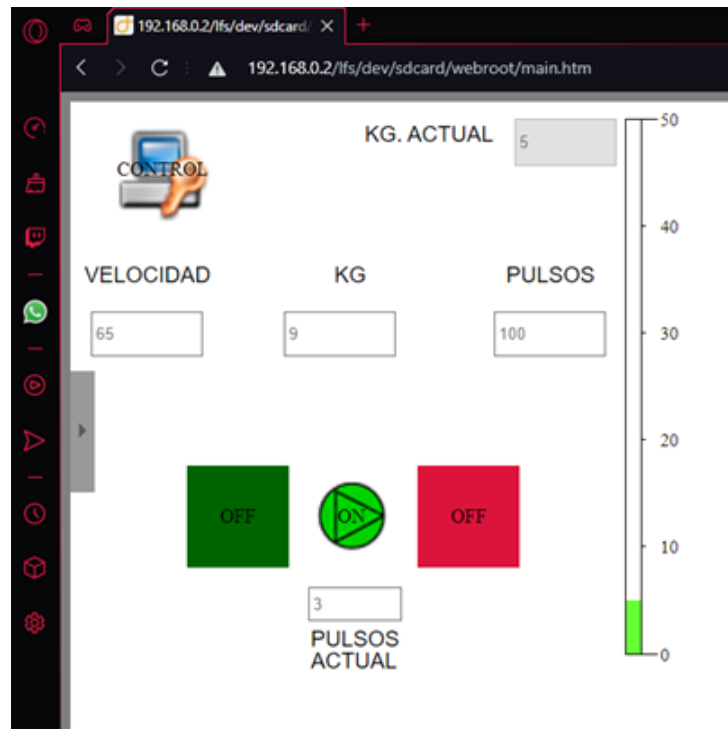 192.168.0.2/lfs/dev/sdcard/
192.168.0.2/lfs/dev/sdcard/webroot/main.htm
CONTROL
KG. ACTUAL
5
50
40
30
20
10
0
VELOCIDAD
KG
PULSOS
65
9
100
OFF
ON
OFF
3
PULSOS
ACTUAL